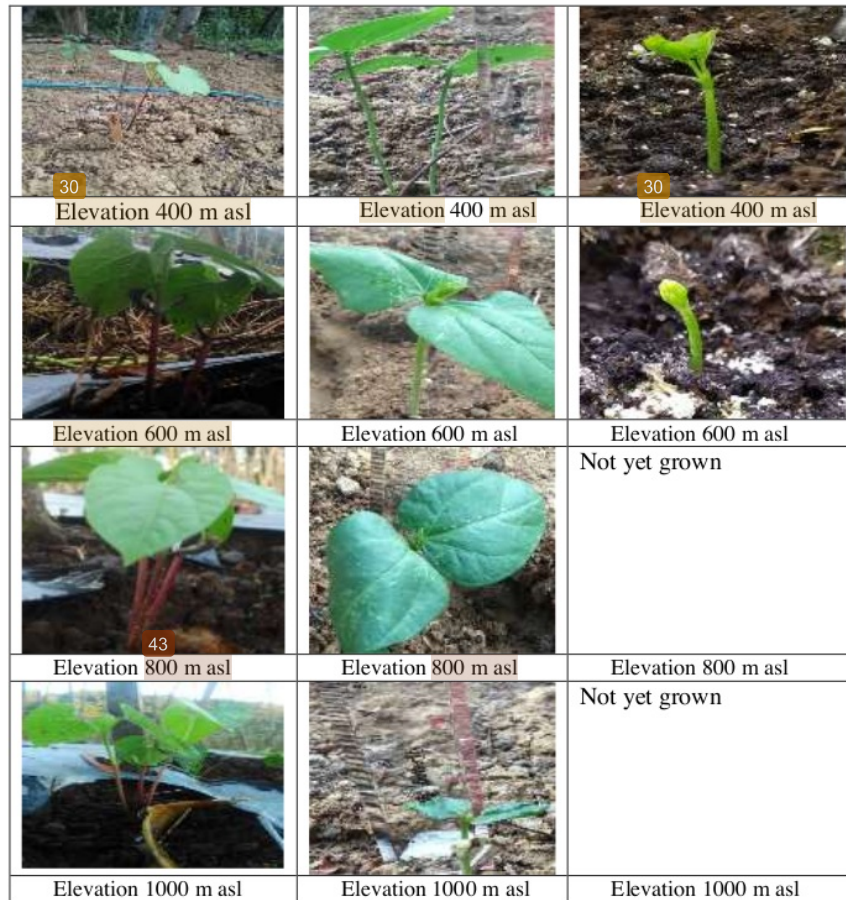 30
30
Elevation 400 m asl
Elevation 400 m asl
Elevation 400 m asl
Elevation 600 m asl
Elevation 600 m asl
Elevation 600 m asl
Not yet grown
43
Elevation 800 m asl
Elevation 800 m asl
Elevation 800 m asl
Not yet grown
Elevation 1000 m asl
Elevation 1000 m asl
Elevation 1000 m asl